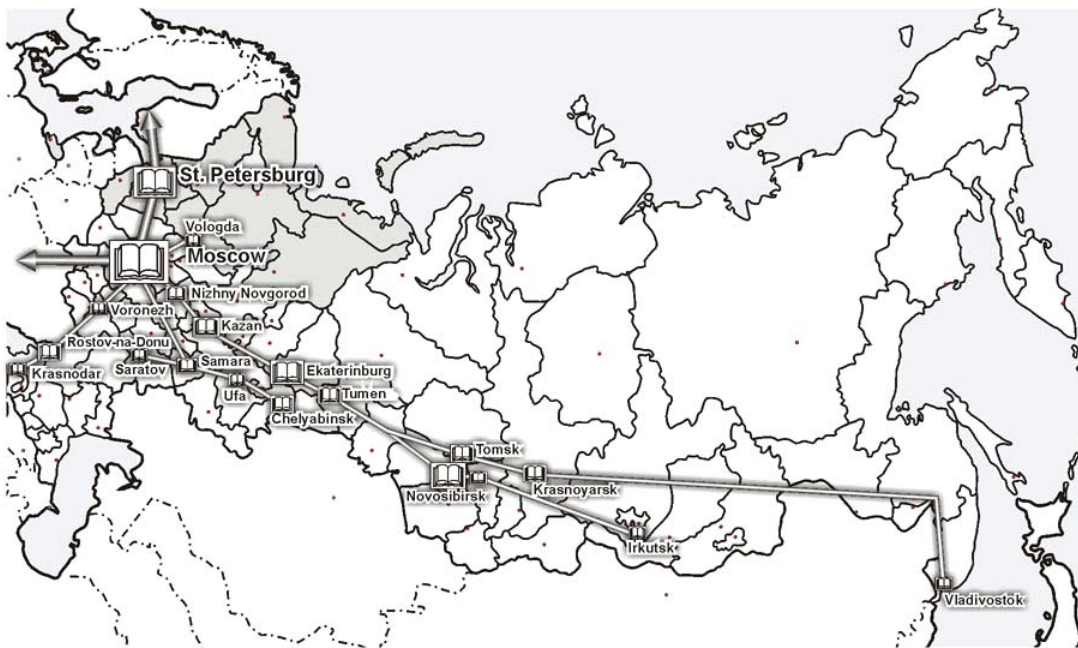 St. Petersburg
Vologda
Moscow
Nizhny Novgorod
Voronezh
Kazan
Rostov-na-Donu
Samara
Saratov
Krasnodar
Ekaterinburg
Ufa
Tumen
Chelyabinsk
Tomsk
Novosibirsk
Krasnoyarsk
Irkutsk
Vladivostok